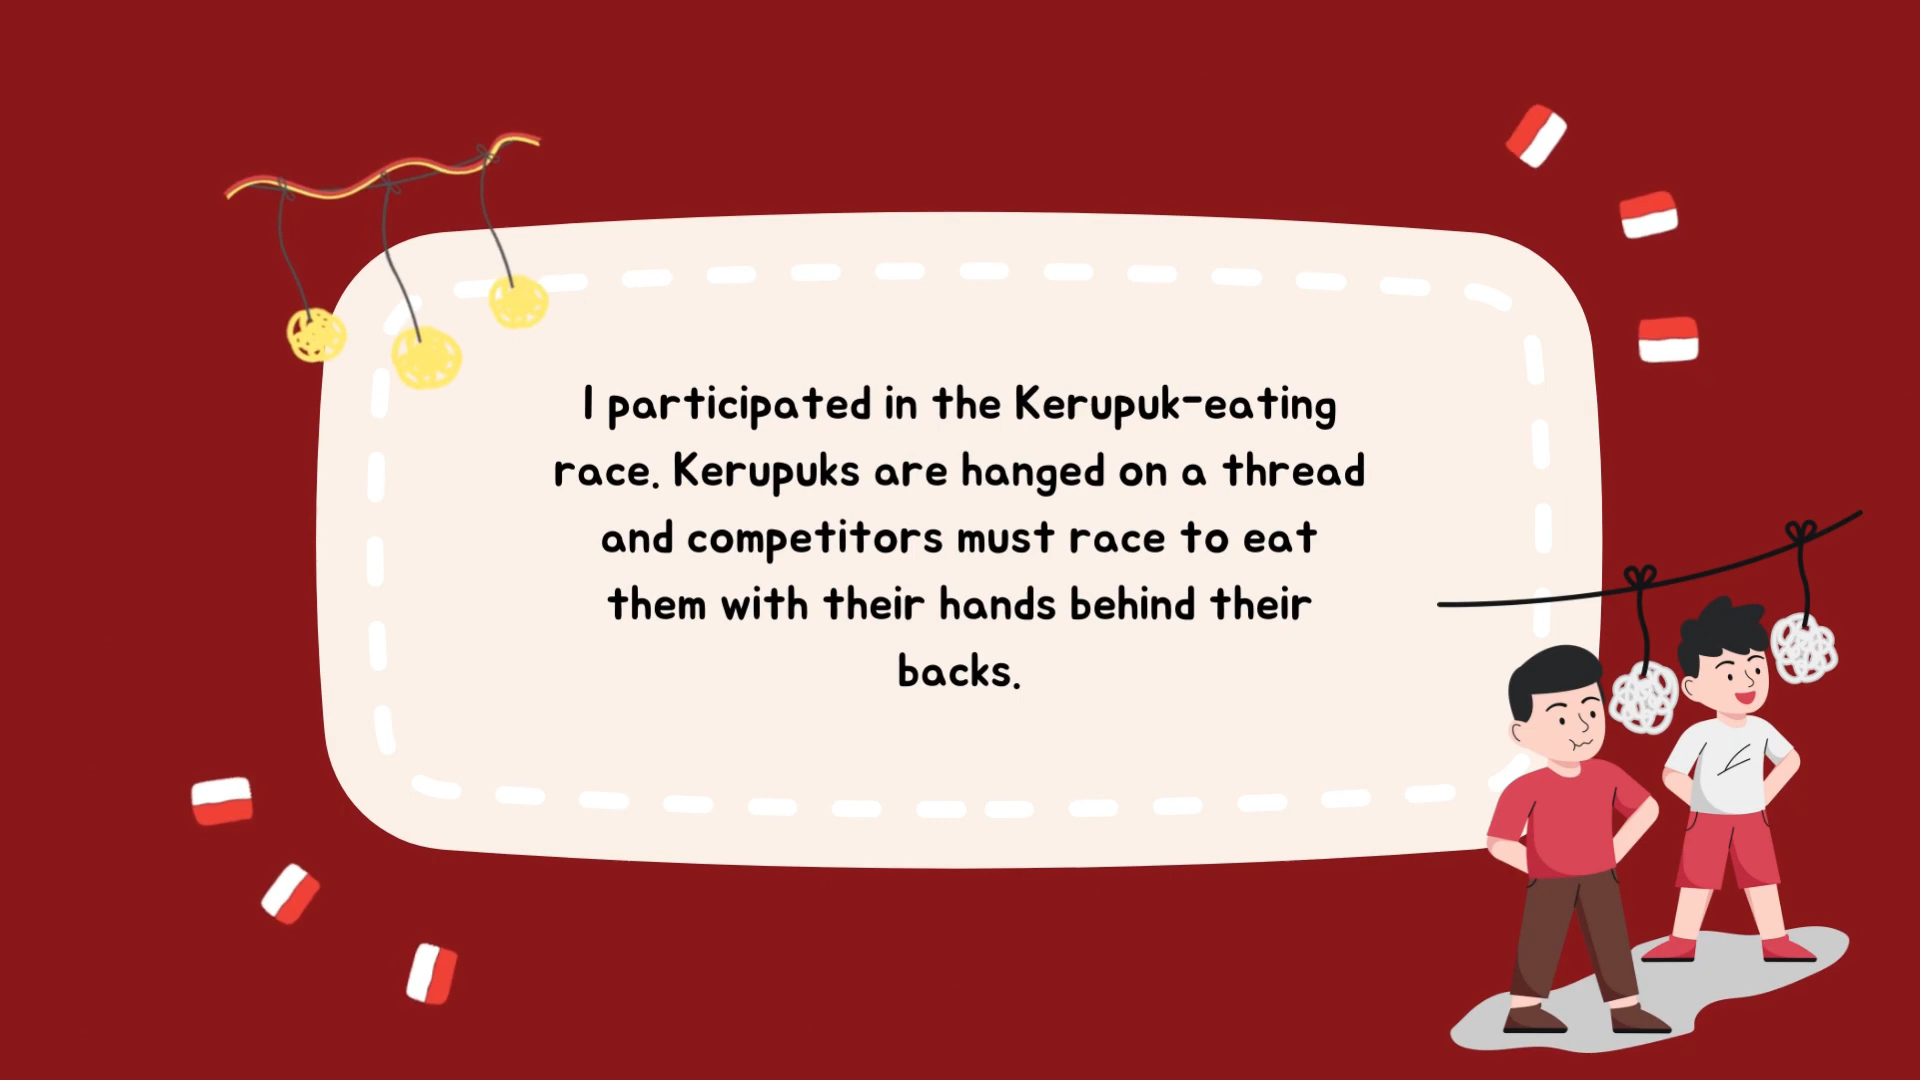 I participated in the Kerupuk-eating
race. Kerupuks are hanged on a thread
and competitors must race to eat
them with their hands behind their
backs.